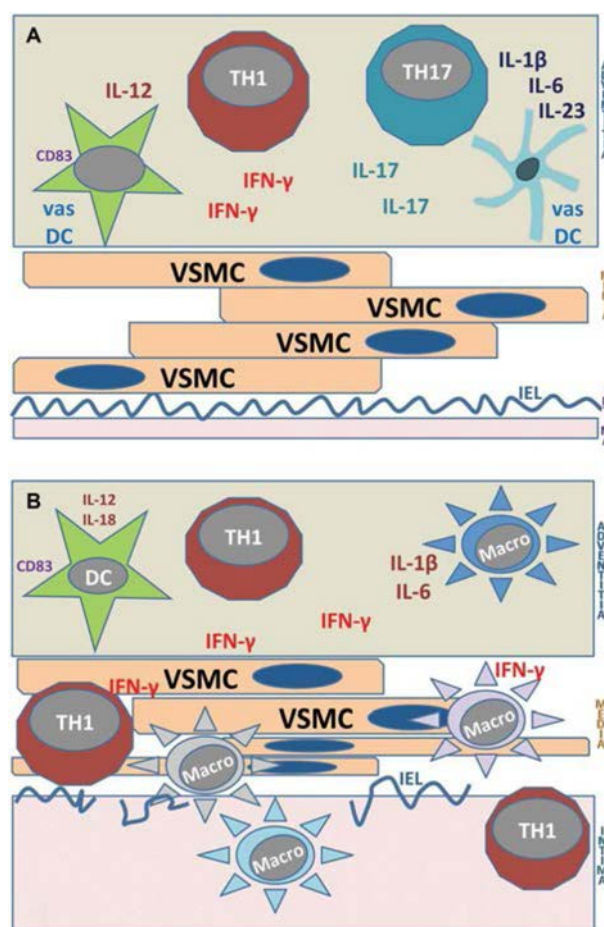 A
TH1
TH17
IL-1β
IL-6
IL-23
IL-12
CD83
IFN-γ
IFN-γ
IL-17
IL-17
vas
DC
vas
DC
VSMC
VSMC
VSMC
VSMC
IEL
B
IL-12
IL-18
CD83
DC
TH1
Macro
IL-1β
IL-6
IFN-γ
IFN-γ
ADVENTITIA
VSMC
IFN-γ
IFN-γ
TH1
VSMC
Macro
Macro
MEDIA
IEL
Macro
TH1
INTIMA